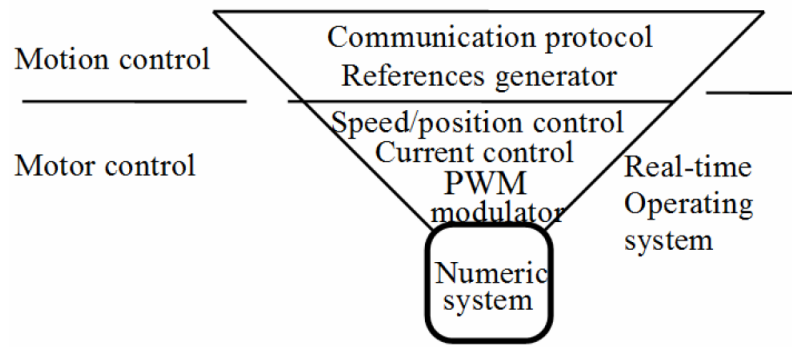 Communication protocol
Motion control
References generator
Speed/position control
Current control
Motor control
Real-time
PWM
Operating
modulator
system
Numeric
system